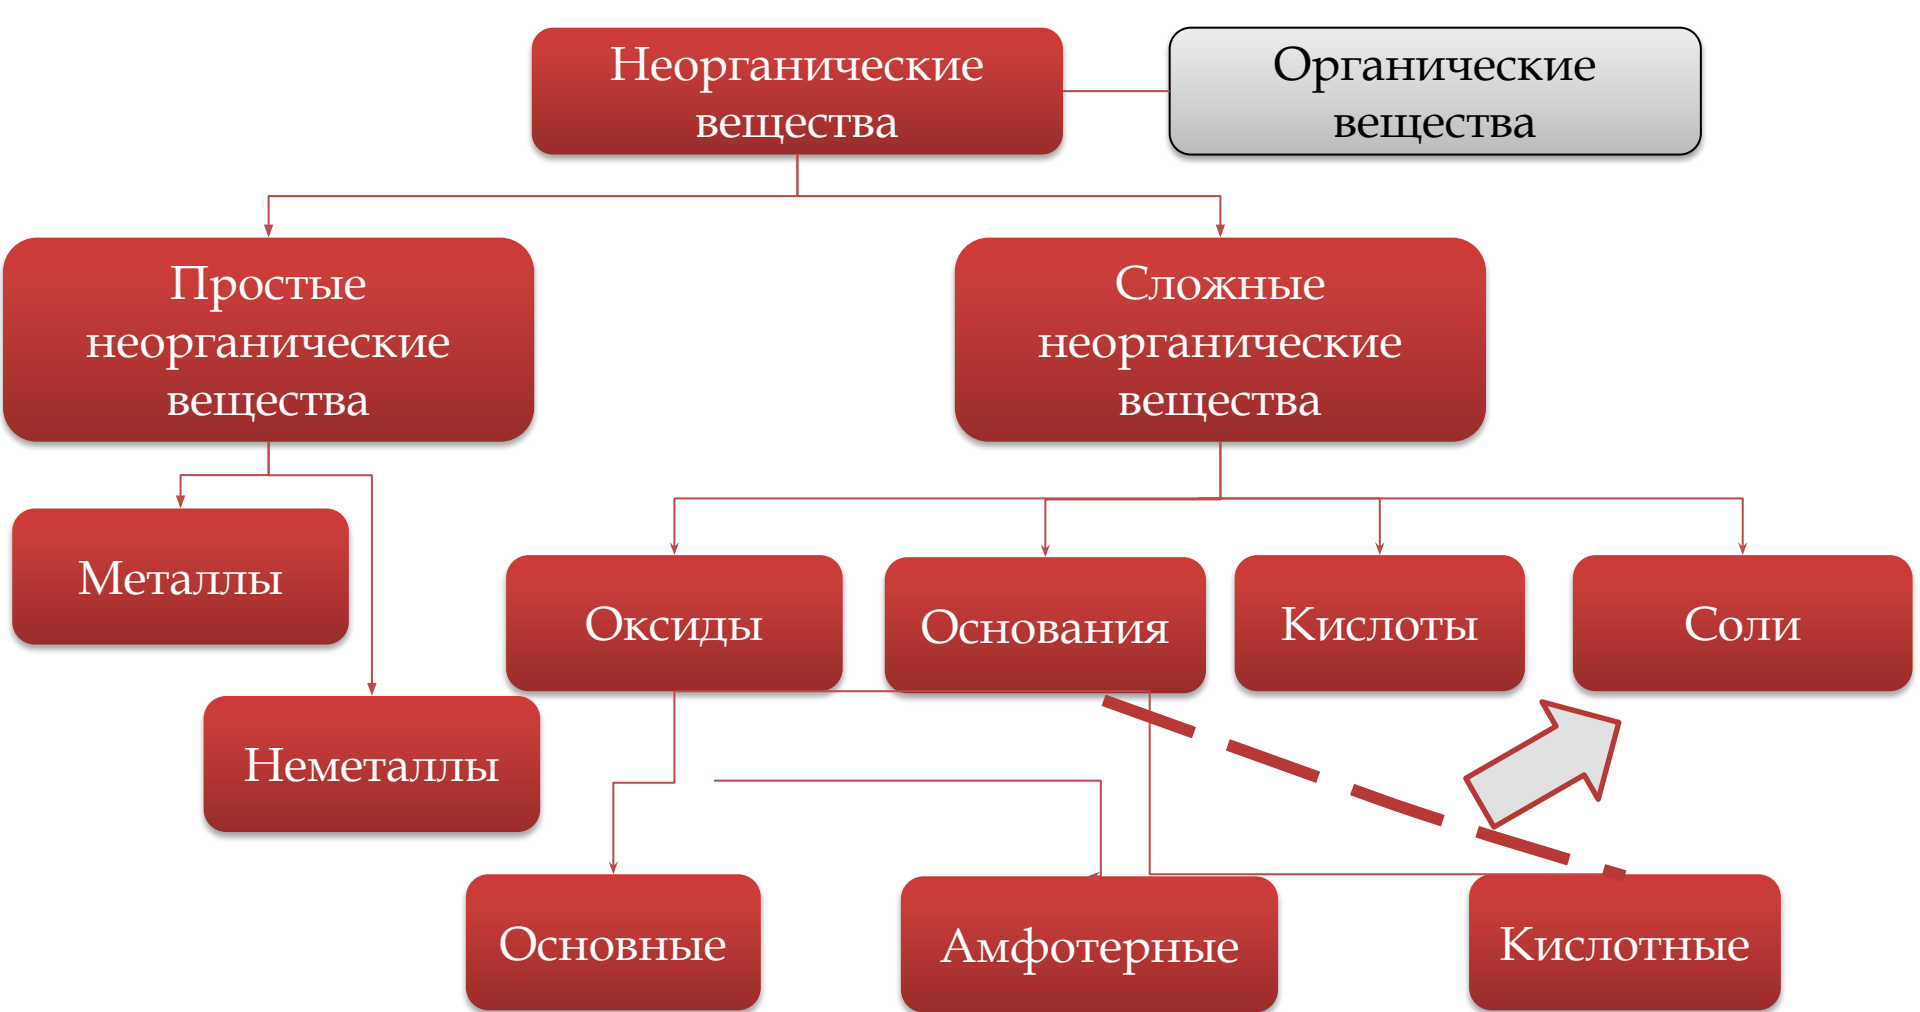 Неорганические
вещества
Органические
вещества
Простые
неорганические
вещества
Сложные
неорганические
вещества
Металлы
Неметаллы
Оксиды
Основания
Кислоты
Соли
Основные
Амфотерные
Кислотные